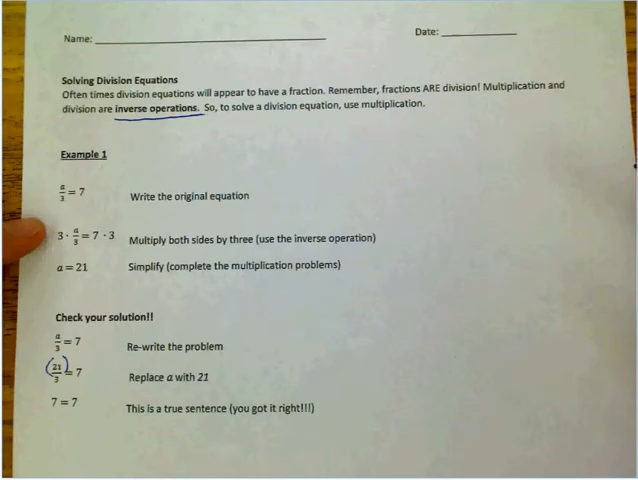 Name: ____________________ Date: __________
Solving Division Equations
Often times division equations will appear to have a fraction. Remember, fractions ARE division! Multiplication and
division are inverse operations. So, to solve a division equation, use multiplication.
Example 1
a/3 = 7 Write the original equation
3 · a/3 = 7 · 3 Multiply both sides by three (use the inverse operation)
a = 21 Simplify (complete the multiplication problems)
Check your solution!!
a/3 = 7 Re-write the problem
(21/3) = 7 Replace a with 21
7 = 7 This is a true sentence (you got it right!!!)